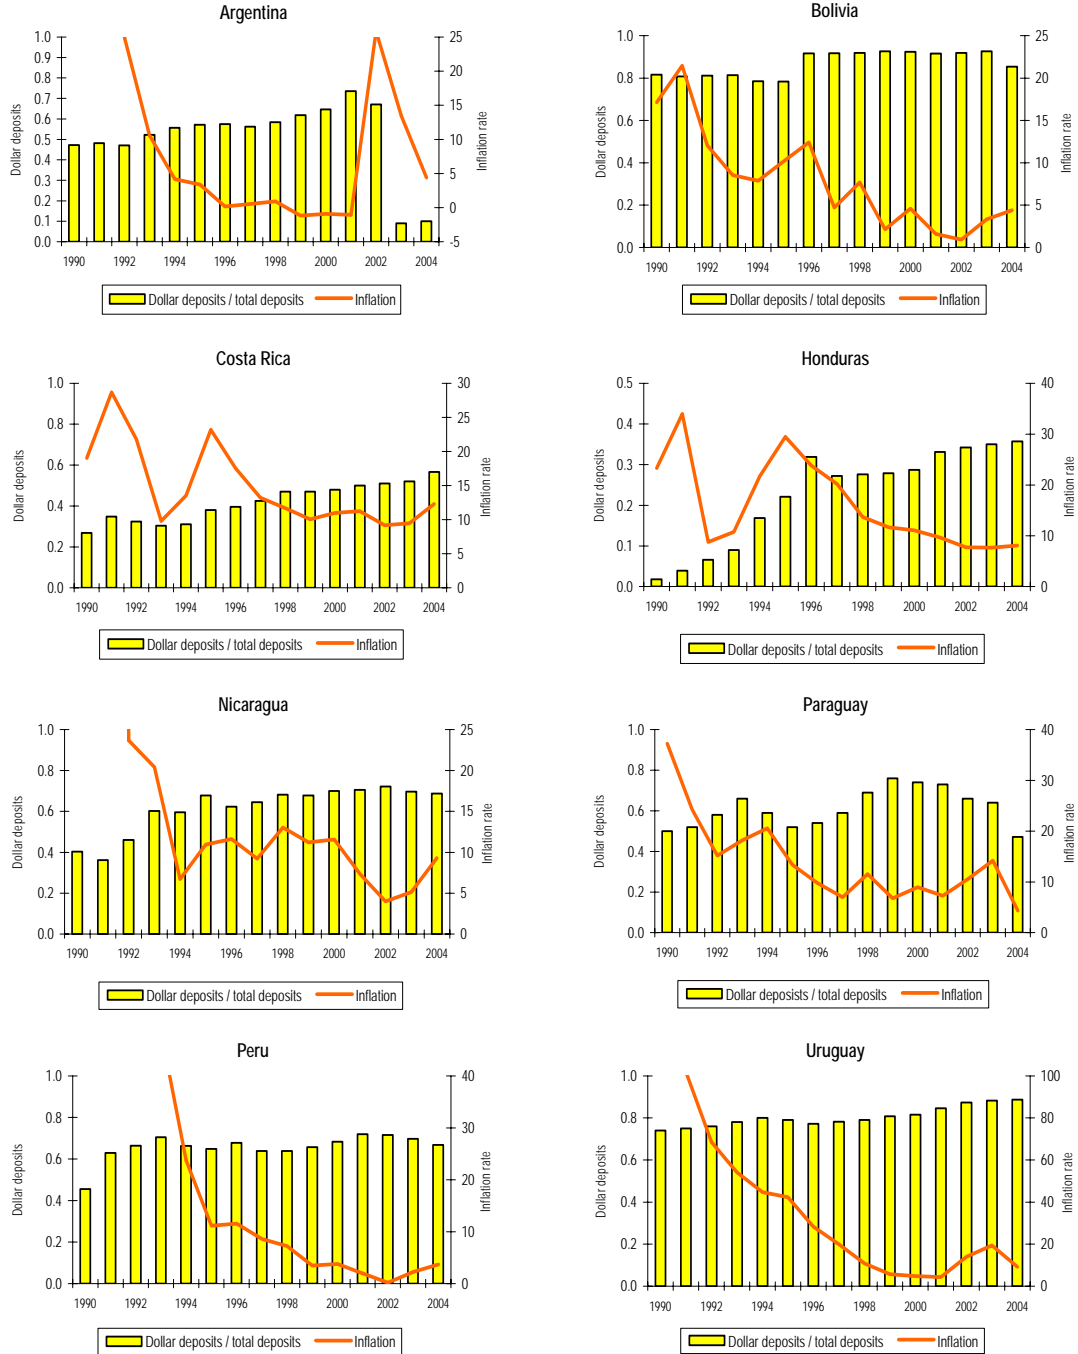 Argentina
1.0
0.9
0.8
0.7
0.6
0.5
0.4
0.3
0.2
0.1
0.0
Dollar deposits
25
20
15
10
5
0
-5
Inflation rate
1990 1992 1994 1996 1998 2000 2002 2004
Dollar deposits / total deposits Inflation
Bolivia
1.0
0.8
0.6
0.4
0.2
0.0
Dollar deposits
25
20
15
10
5
0
Inflation rate
1990 1992 1994 1996 1998 2000 2002 2004
Dollar deposits / total deposits Inflation
Costa Rica
1.0
0.8
0.6
0.4
0.2
0.0
Dollar deposits
30
25
20
15
10
5
0
Inflation rate
1990 1992 1994 1996 1998 2000 2002 2004
Dollar deposits / total deposits Inflation
Honduras
0.5
0.4
0.3
0.2
0.1
0.0
Dollar deposits
40
30
20
10
0
Inflation rate
1990 1992 1994 1996 1998 2000 2002 2004
Dollar deposits / total deposits Inflation
Nicaragua
1.0
0.8
0.6
0.4
0.2
0.0
Dollar deposits
25
20
15
10
5
0
Inflation rate
1990 1992 1994 1996 1998 2000 2002 2004
Dollar deposits / total deposits Inflation
Paraguay
1.0
0.8
0.6
0.4
0.2
0.0
Dollar deposits
40
30
20
10
0
Inflation rate
1990 1992 1994 1996 1998 2000 2002 2004
Dollar deposists / total deposits Inflation
Peru
1.0
0.8
0.6
0.4
0.2
0.0
Dollar deposits
40
30
20
10
0
Inflation rate
1990 1992 1994 1996 1998 2000 2002 2004
Dollar deposits / total deposits Inflation
Uruguay
1.0
0.8
0.6
0.4
0.2
0.0
Dollar deposits
100
80
60
40
20
0
Inflation rate
1990 1992 1994 1996 1998 2000 2002 2004
Dollar deposits / total deposits Inflation